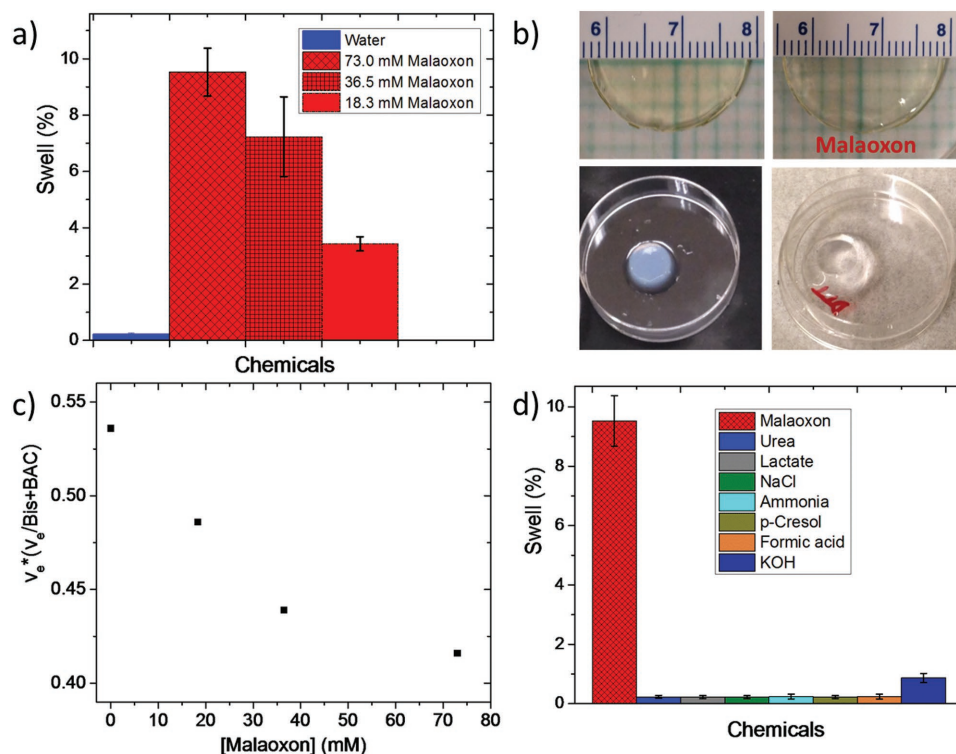 a)
10
8
6
4
2
0
Swell (%)
Water
73.0 mM Malaoxon
36.5 mM Malaoxon
18.3 mM Malaoxon
Chemicals
b)
6 7 8
6 7 8
Malaoxon
c)
0.55
0.50
0.45
0.40
νe*(νe/Bis+BAC)
0 10 20 30 40 50 60 70 80
[Malaoxon] (mM)
d)
10
8
6
4
2
0
Swell (%)
Malaoxon
Urea
Lactate
NaCl
Ammonia
p-Cresol
Formic acid
KOH
Chemicals